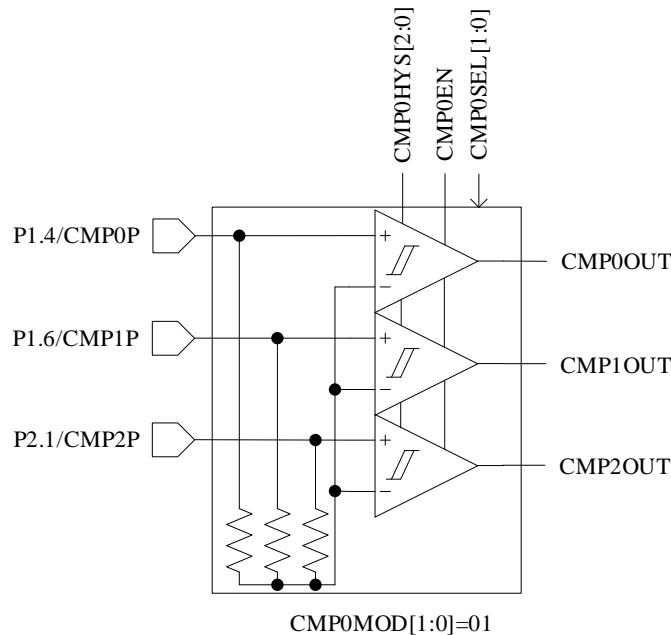 CMP0HYS[2:0]
CMP0EN
CMP0SEL[1:0]
P1.4/CMP0P
+
−
CMP0OUT
P1.6/CMP1P
+
−
CMP1OUT
P2.1/CMP2P
+
−
CMP2OUT
CMP0MOD[1:0]=01